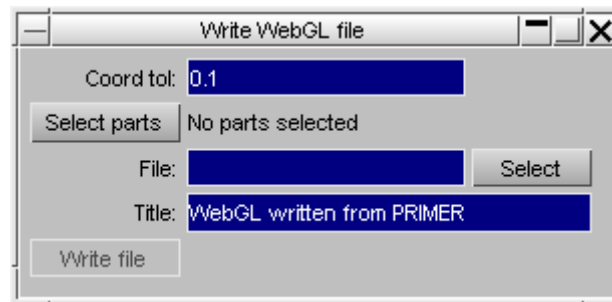 Write WebGL file
Coord tol: 0.1
Select parts No parts selected
File: Select
Title: WebGL written from PRIMER
Write file